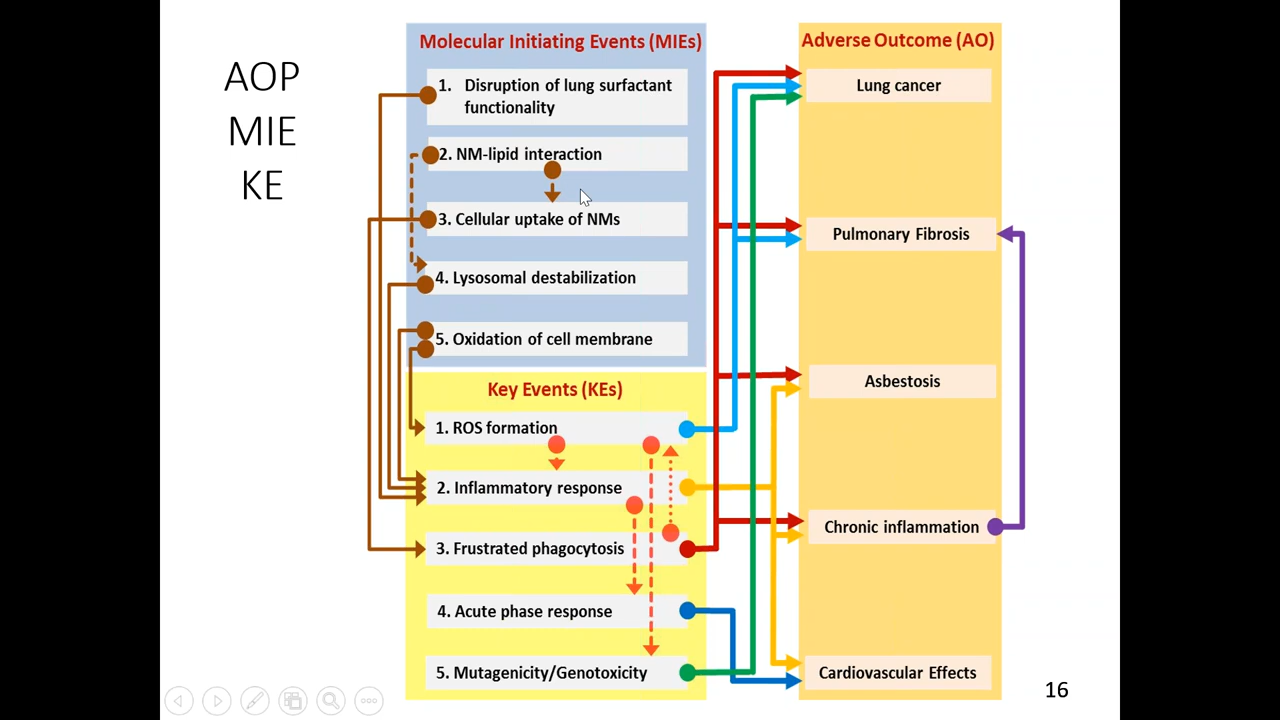 AOP
MIE
KE
Molecular Initiating Events (MIEs)
1. Disruption of lung surfactant
functionality
2. NM-lipid interaction
3. Cellular uptake of NMs
4. Lysosomal destabilization
5. Oxidation of cell membrane
Key Events (KEs)
1. ROS formation
2. Inflammatory response
3. Frustrated phagocytosis
4. Acute phase response
5. Mutagenicity/Genotoxicity
Adverse Outcome (AO)
Lung cancer
Pulmonary Fibrosis
Asbestosis
Chronic inflammation
Cardiovascular Effects
16